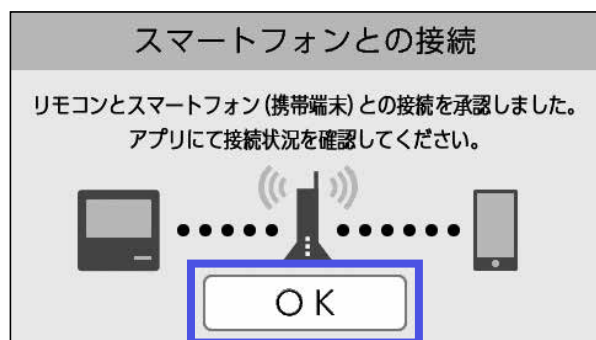 スマートフォンとの接続
リモコンとスマートフォン(携帯端末)との接続を承認しました。
アプリにて接続状況を確認してください。
OK